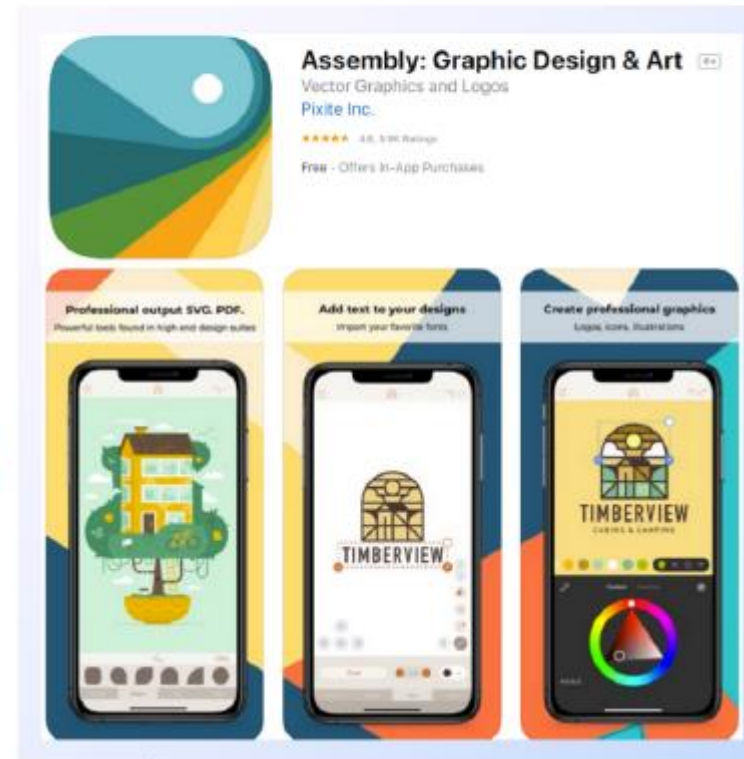 Assembly: Graphic Design & Art 4+
Vector Graphics and Logos
Pixite Inc.
Free - Offers In-App Purchases
Professional output SVG. PDF.
Powerful tools found in high end design suites
Add text to your designs
Import your favorite fonts
Create professional graphics
Logos, icons, illustrations
TIMBERVIEW
TIMBERVIEW
CABINS & CAMPING